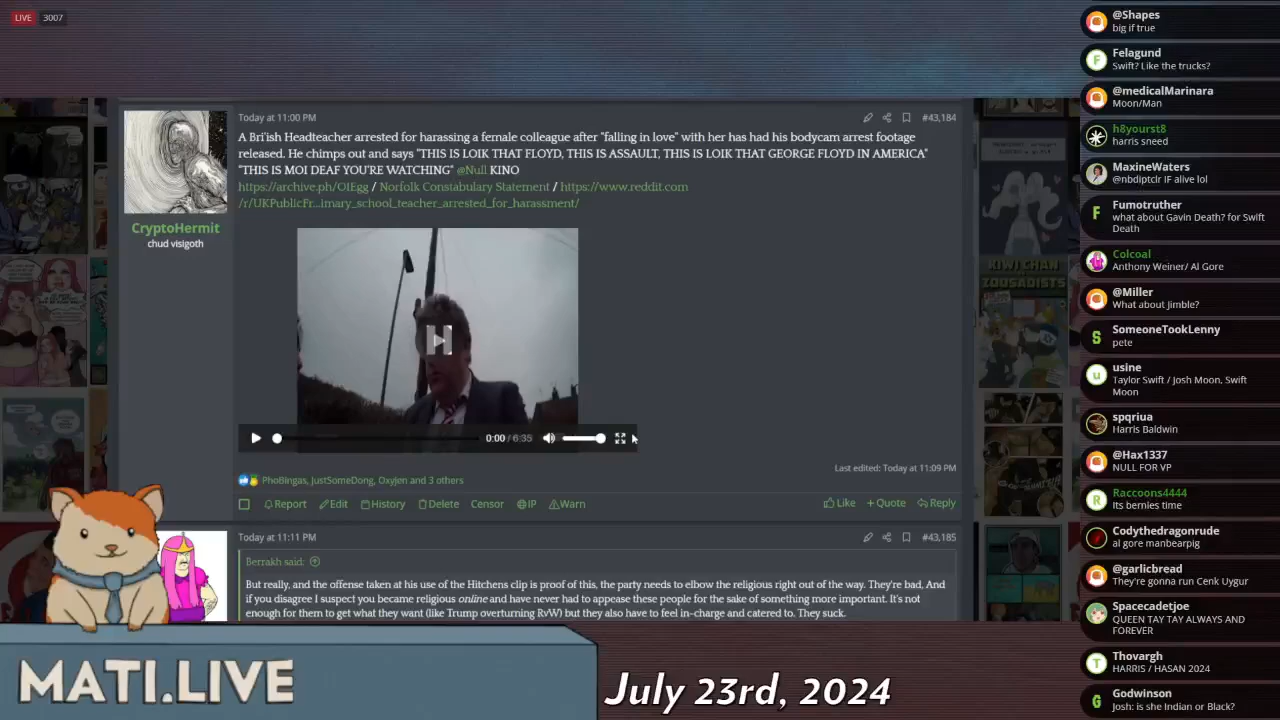 LIVE 3007
Today at 11:00 PM
#43,184
A Bri'ish Headteacher arrested for harassing a female colleague after "falling in love" with her has had his bodycam arrest footage
released. He chimps out and says "THIS IS LOIK THAT FLOYD, THIS IS ASSAULT, THIS IS LOIK THAT GEORGE FLOYD IN AMERICA"
"THIS IS MOI DEAF YOU'RE WATCHING" @Null KINO
https://archive.ph/OIEgg / Norfolk Constabulary Statement / https://www.reddit.com
/r/UKPublicFr...imary_school_teacher_arrested_for_harassment/
CryptoHermit
chud visigoth
0:00 / 6:35
Last edited: Today at 11:09 PM
PhoBingas, JustSomeDong, Oxyjen and 3 others
Report Edit History Delete Censor IP Warn
Like + Quote Reply
Today at 11:11 PM
#43,185
Berrakh said:
But really, and the offense taken at his use of the Hitchens clip is proof of this, the party needs to elbow the religious right out of the way. They're bad. And
if you disagree I suspect you became religious online and have never had to appease these people for the sake of something more important. It's not
enough for them to get what they want (like Trump overturning RvW) but they also have to feel in-charge and catered to. They suck.
KIWI CHAN
ZOUSADISTS
MATI.LIVE
July 23rd, 2024
@Shapes
big if true
F
Felagund
Swift? Like the trucks?
@medicalMarinara
Moon/Man
h8yourst8
harris sneed
MaxineWaters
@nbdiptclr IF alive lol
F
Fumotruther
what about Gavin Death? for Swift
Death
Colcoal
Anthony Weiner/ Al Gore
@Miller
What about Jimble?
S
SomeoneTookLenny
pete
u
usine
Taylor Swift / Josh Moon, Swift
Moon
spqriua
Harris Baldwin
@Hax1337
NULL FOR VP
R
Raccoons4444
Its bernies time
Codythedragonrude
al gore manbearpig
@garlicbread
They're gonna run Cenk Uygur
Spacecadetjoe
QUEEN TAY TAY ALWAYS AND
FOREVER
T
Thovargh
HARRIS / HASAN 2024
G
Godwinson
Josh: is she Indian or Black?